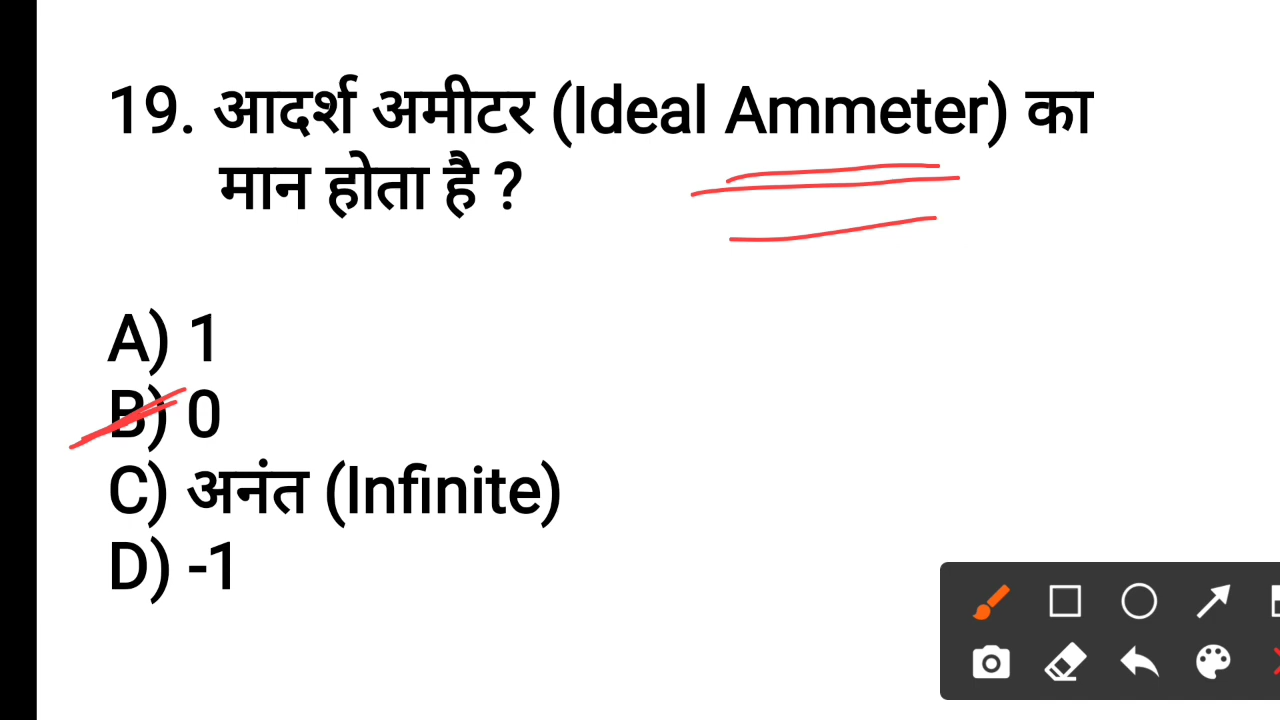 19. आदर्श अमीटर (Ideal Ammeter) का
मान होता है ?
A) 1
B) 0
C) अनंत (Infinite)
D) -1